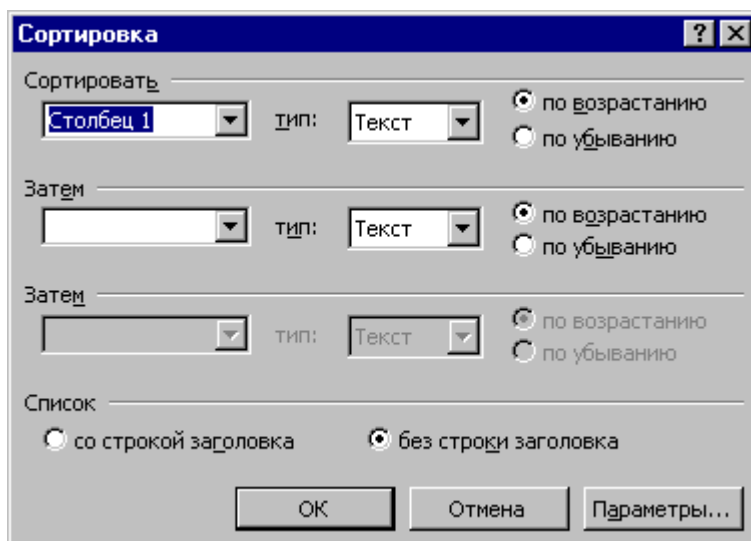 Сортировка
Сортировать
Столбец 1 тип: Текст по возрастанию
по убыванию
Затем
тип: Текст по возрастанию
по убыванию
Затем
тип: Текст по возрастанию
по убыванию
Список
со строкой заголовка без строки заголовка
ОК Отмена Параметры...